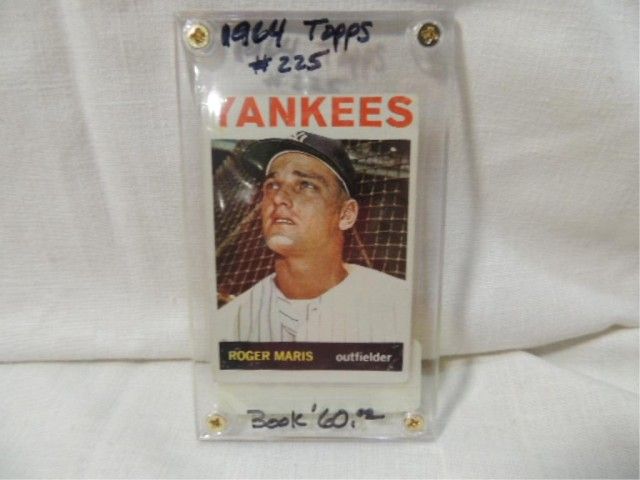 1964 Topps
#225
YANKEES
ROGER MARIS outfielder
Book '60.00